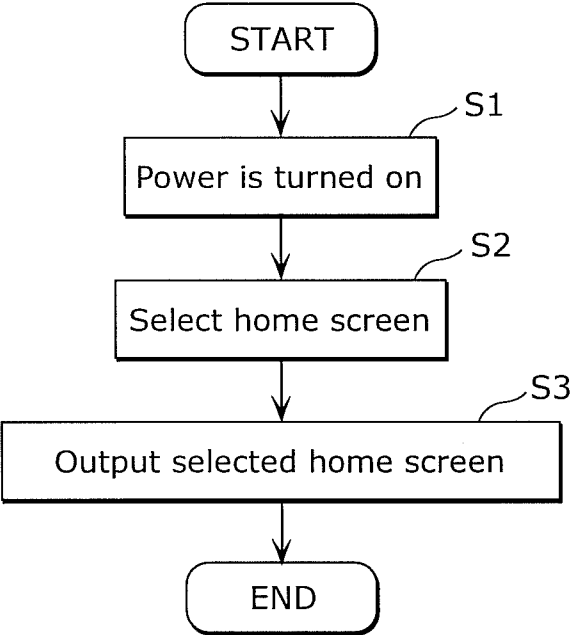 START
S1
Power is turned on
S2
Select home screen
S3
Output selected home screen
END